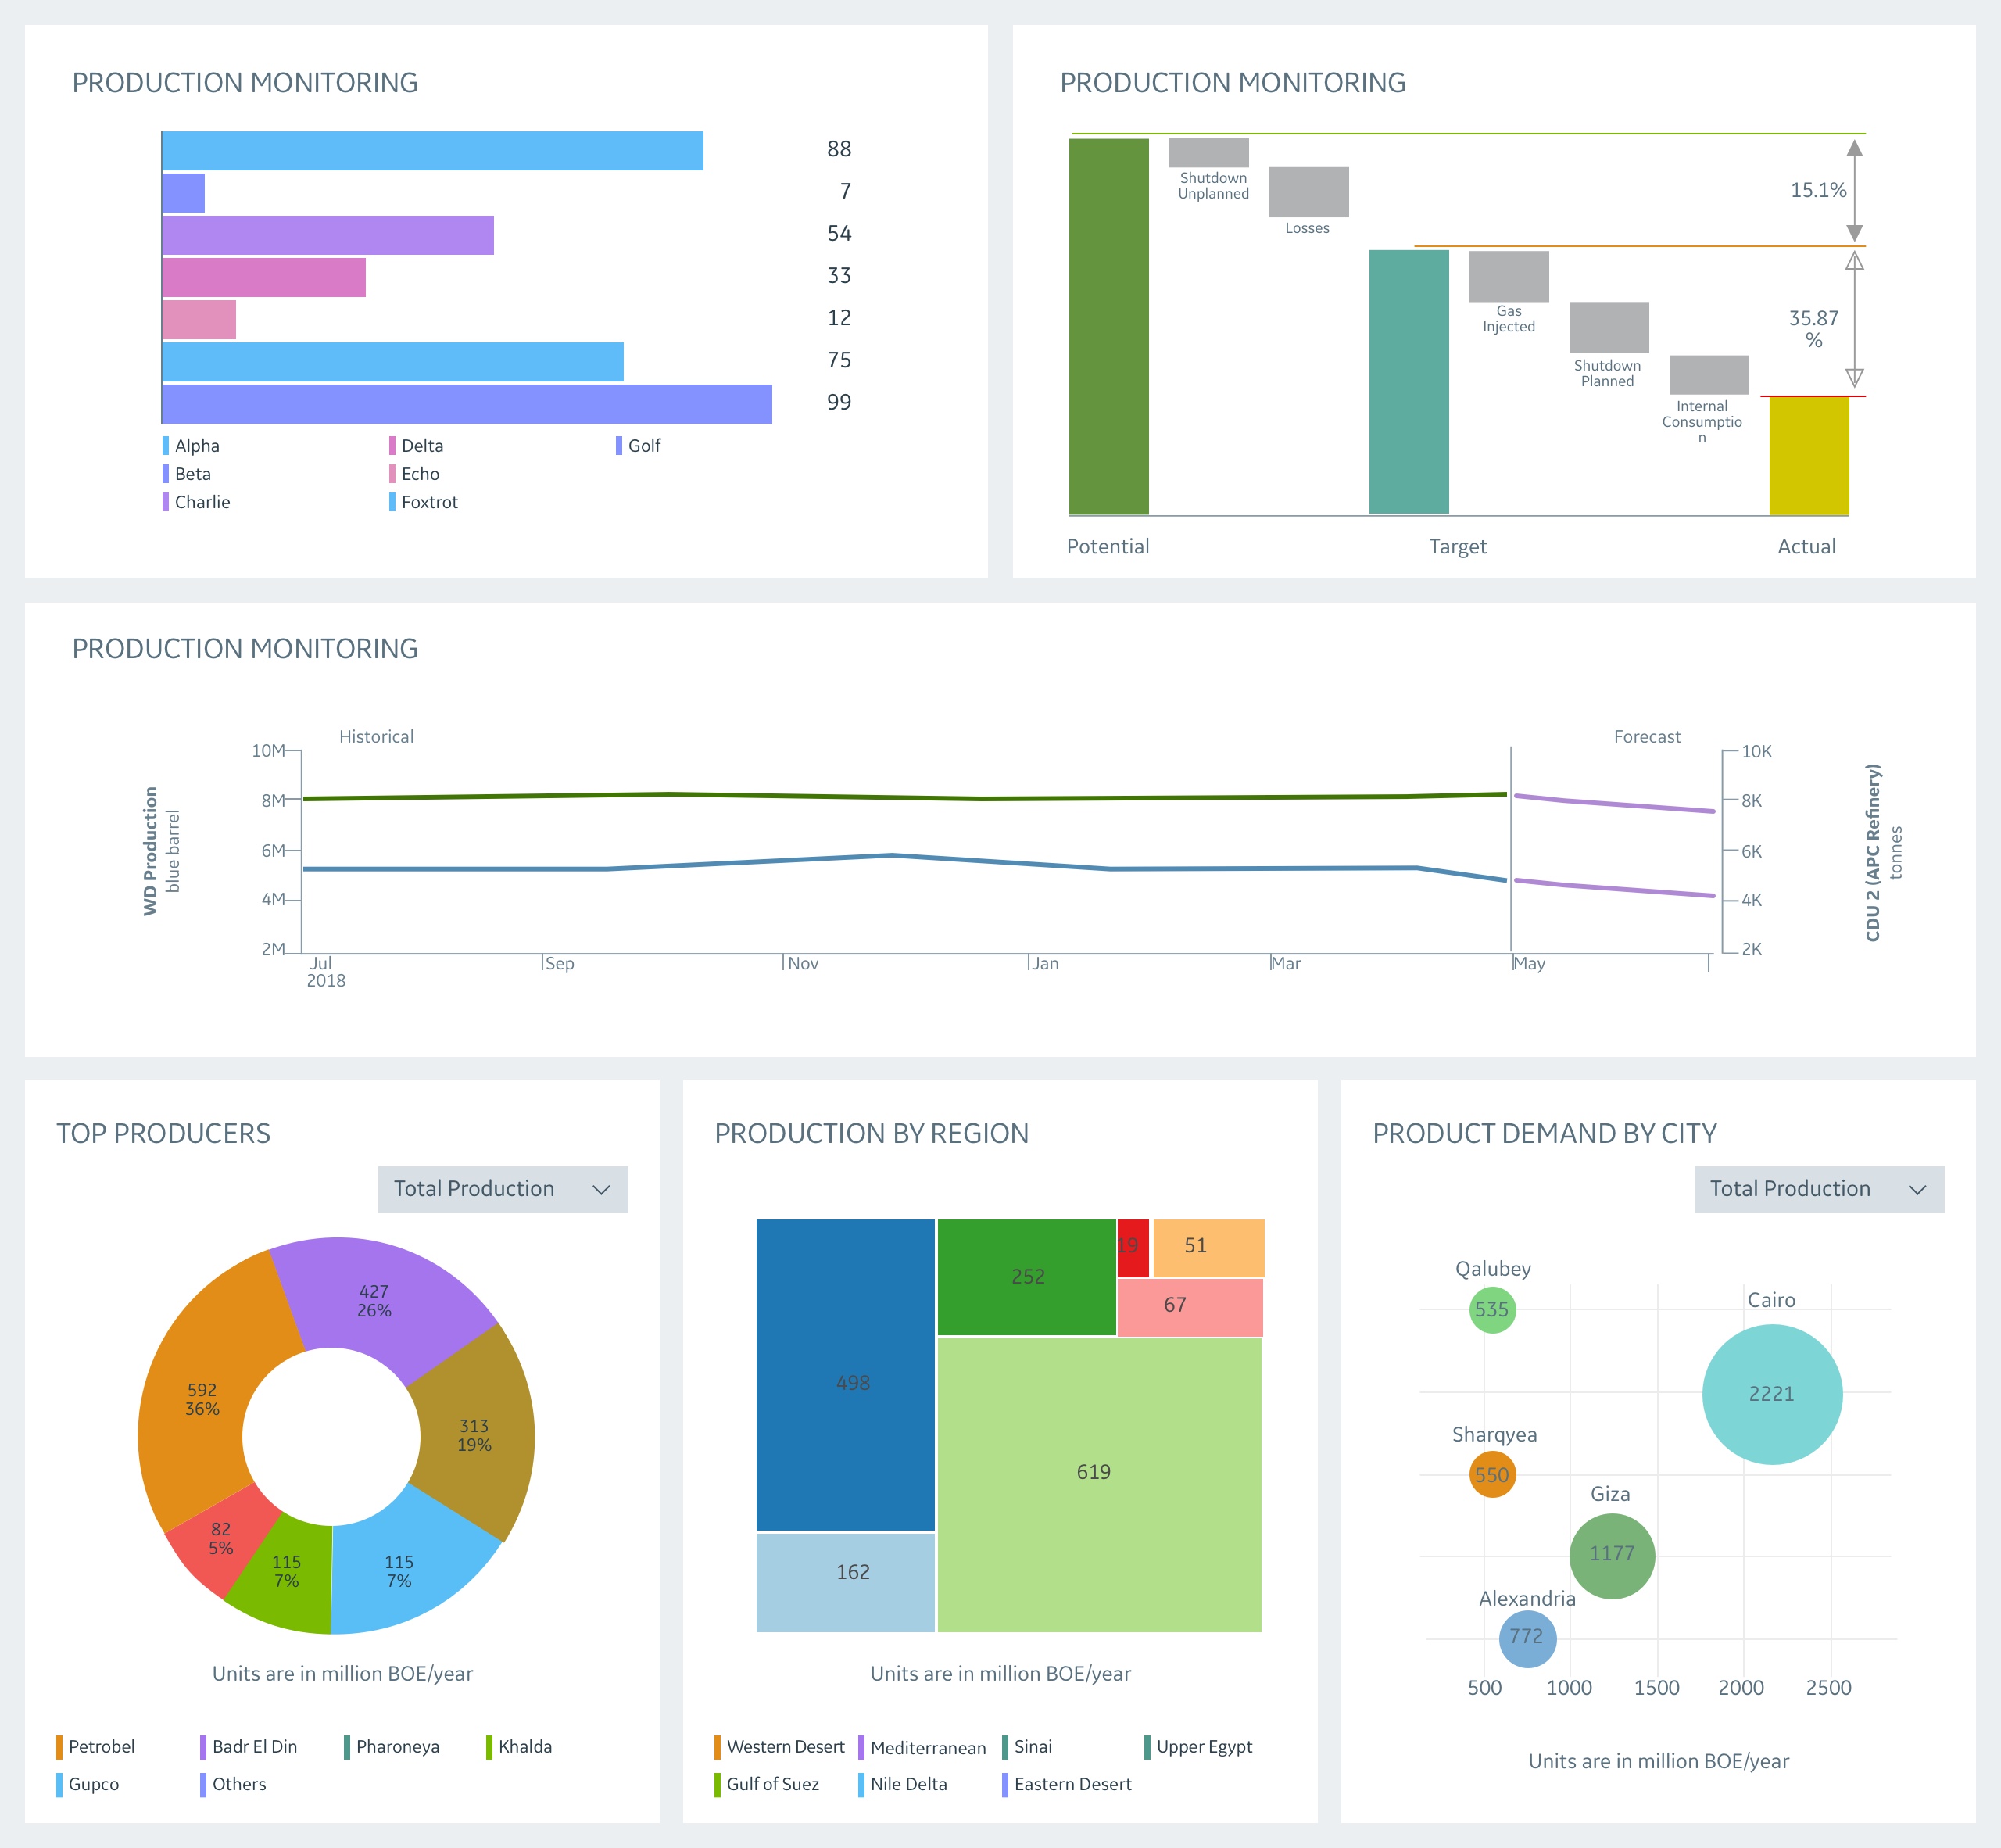 PRODUCTION MONITORING
88
7
54
33
12
75
99
Alpha
Delta
Golf
Beta
Echo
Charlie
Foxtrot
PRODUCTION MONITORING
Shutdown
Unplanned
Losses
15.1%
Gas
Injected
35.87
%
Shutdown
Planned
Internal
Consumptio
n
Potential
Target
Actual
PRODUCTION MONITORING
Historical
Forecast
WD Production
blue barrel
10M
8M
6M
4M
2M
10K
8K
6K
4K
2K
CDU 2 (APC Refinery)
tonnes
Jul
2018
Sep
Nov
Jan
Mar
May
TOP PRODUCERS
Total Production
427
26%
592
36%
313
19%
82
5%
115
7%
115
7%
Units are in million BOE/year
Petrobel
Badr El Din
Pharoneya
Khalda
Gupco
Others
PRODUCTION BY REGION
252
19
51
67
498
619
162
Units are in million BOE/year
Western Desert
Mediterranean
Sinai
Upper Egypt
Gulf of Suez
Nile Delta
Eastern Desert
PRODUCT DEMAND BY CITY
Total Production
Qalubey
535
Cairo
2221
Sharqyea
550
Giza
1177
Alexandria
772
500
1000
1500
2000
2500
Units are in million BOE/year